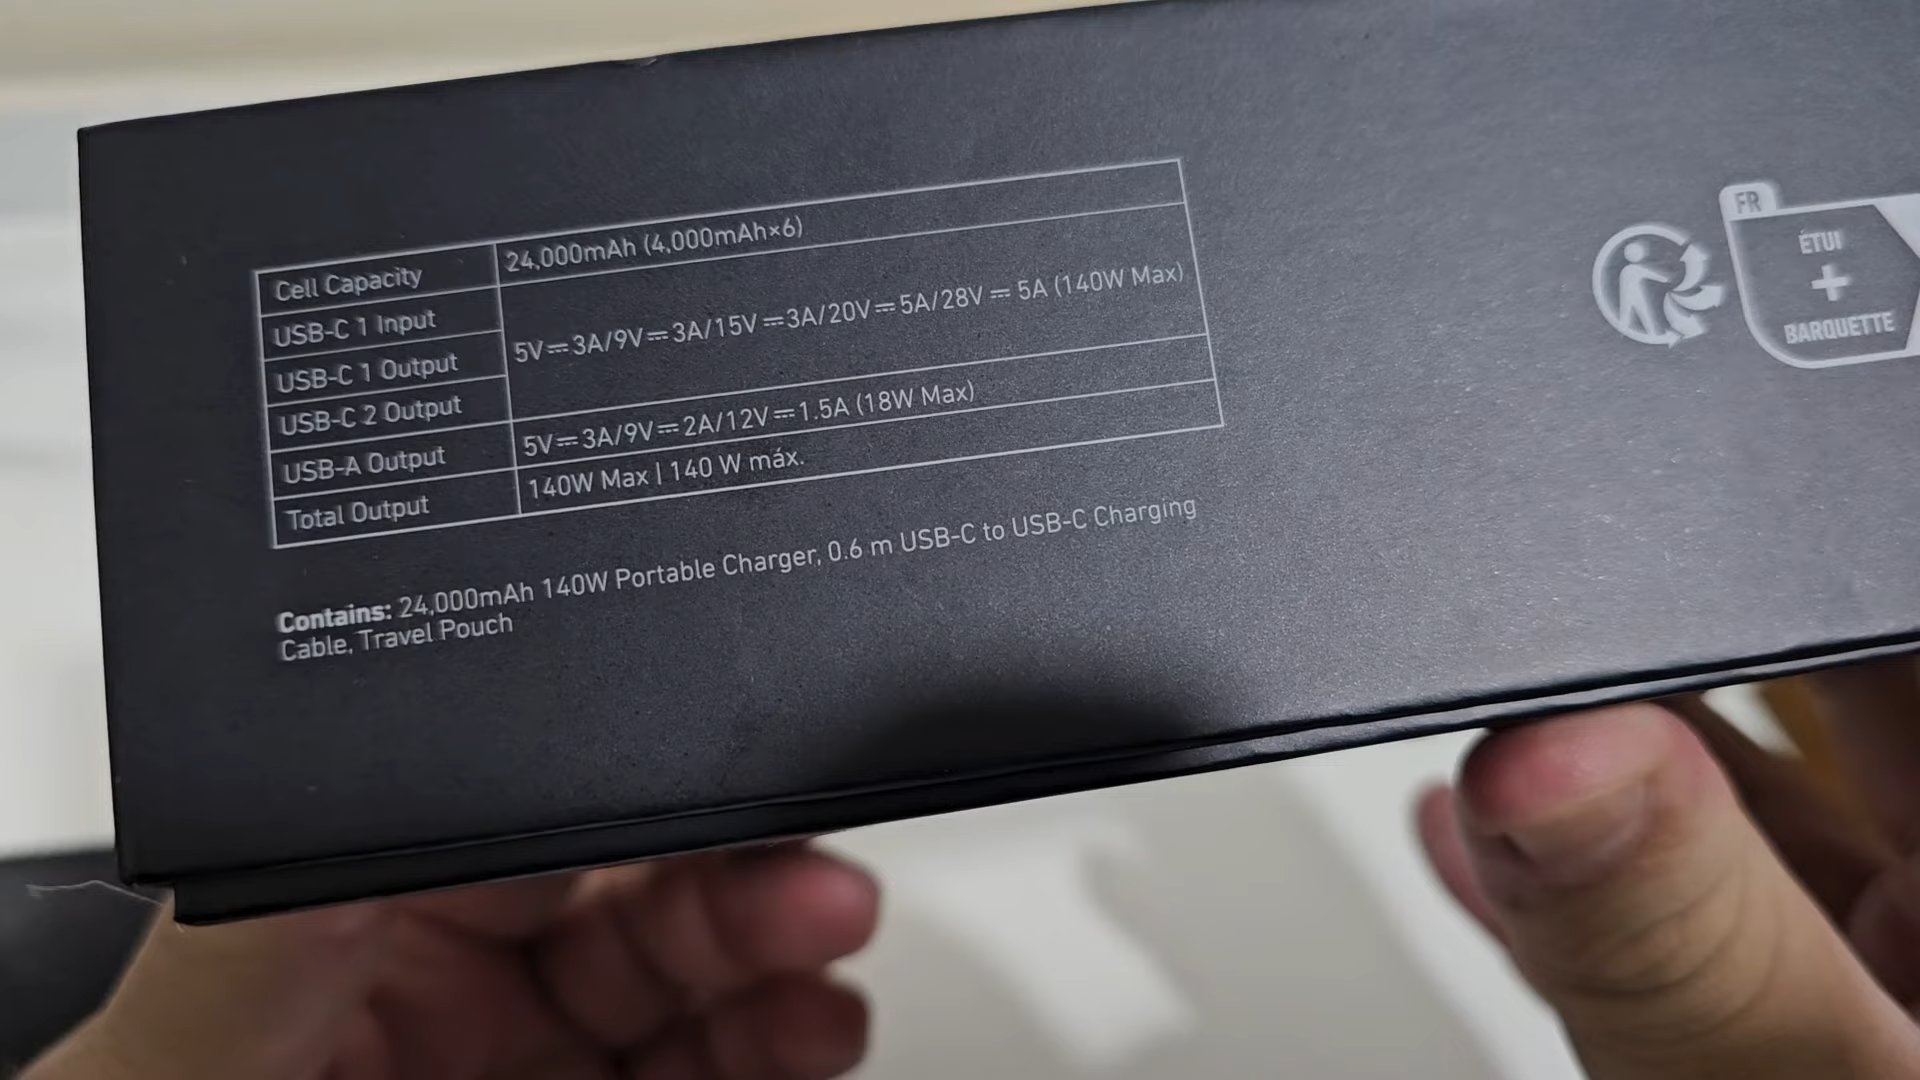 Cell Capacity 24,000mAh (4,000mAh×6)
USB-C 1 Input
USB-C 1 Output 5V⎓3A/9V⎓3A/15V⎓3A/20V⎓5A/28V⎓5A (140W Max)
USB-C 2 Output
USB-A Output 5V⎓3A/9V⎓2A/12V⎓1.5A (18W Max)
Total Output 140W Max | 140 W máx.
Contains: 24,000mAh 140W Portable Charger, 0.6 m USB-C to USB-C Charging
Cable, Travel Pouch
FR
ÉTUI
+
BARQUETTE